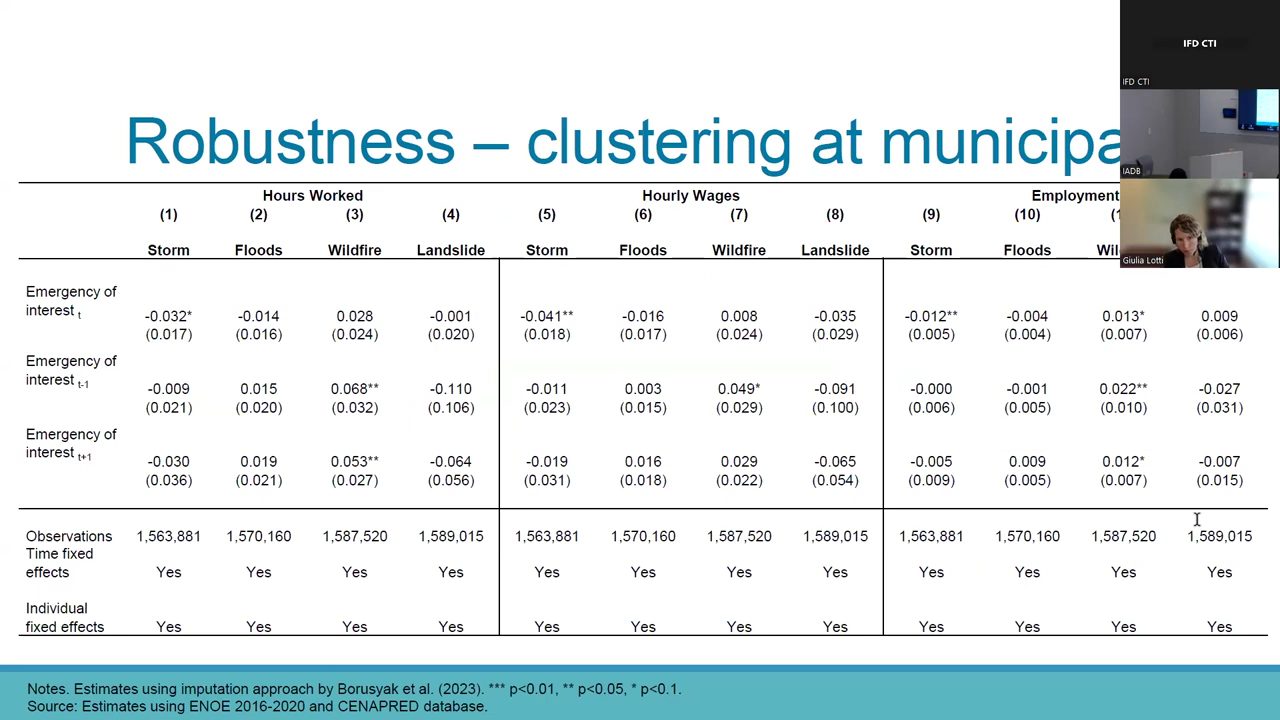 IFD CTI
IFD CTI
IADB
Giulia Lotti
Robustness – clustering at municipa
Hours Worked Hourly Wages Employment
(1) (2) (3) (4) (5) (6) (7) (8) (9) (10)
Storm Floods Wildfire Landslide Storm Floods Wildfire Landslide Storm Floods
Emergency of
interest t -0.032* -0.014 0.028 -0.001 -0.041** -0.016 0.008 -0.035 -0.012** -0.004 0.013* 0.009
(0.017) (0.016) (0.024) (0.020) (0.018) (0.017) (0.024) (0.029) (0.005) (0.004) (0.007) (0.006)
Emergency of
interest t-1 -0.009 0.015 0.068** -0.110 -0.011 0.003 0.049* -0.091 -0.000 -0.001 0.022** -0.027
(0.021) (0.020) (0.032) (0.106) (0.023) (0.015) (0.029) (0.100) (0.006) (0.005) (0.010) (0.031)
Emergency of
interest t+1 -0.030 0.019 0.053** -0.064 -0.019 0.016 0.029 -0.065 -0.005 0.009 0.012* -0.007
(0.036) (0.021) (0.027) (0.056) (0.031) (0.018) (0.022) (0.054) (0.009) (0.005) (0.007) (0.015)
Observations 1,563,881 1,570,160 1,587,520 1,589,015 1,563,881 1,570,160 1,587,520 1,589,015 1,563,881 1,570,160 1,587,520 1,589,015
Time fixed
effects Yes Yes Yes Yes Yes Yes Yes Yes Yes Yes Yes Yes
Individual
fixed effects Yes Yes Yes Yes Yes Yes Yes Yes Yes Yes Yes Yes
Notes. Estimates using imputation approach by Borusyak et al. (2023). *** p<0.01, ** p<0.05, * p<0.1.
Source: Estimates using ENOE 2016-2020 and CENAPRED database.